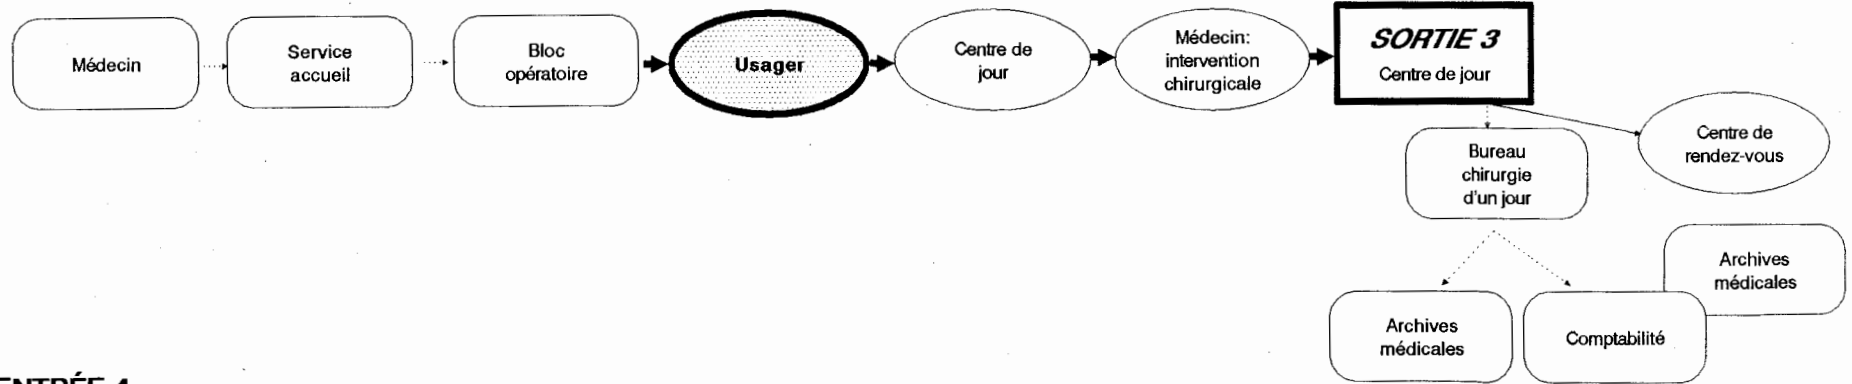 Médecin
Service
accueil
Bloc
opératoire
Usager
Centre de
jour
Médecin:
intervention
chirurgicale
SORTIE 3
Centre de jour
Bureau
chirurgie
d'un jour
Centre de
rendez-vous
Archives
médicales
Archives
médicales
Comptabilité